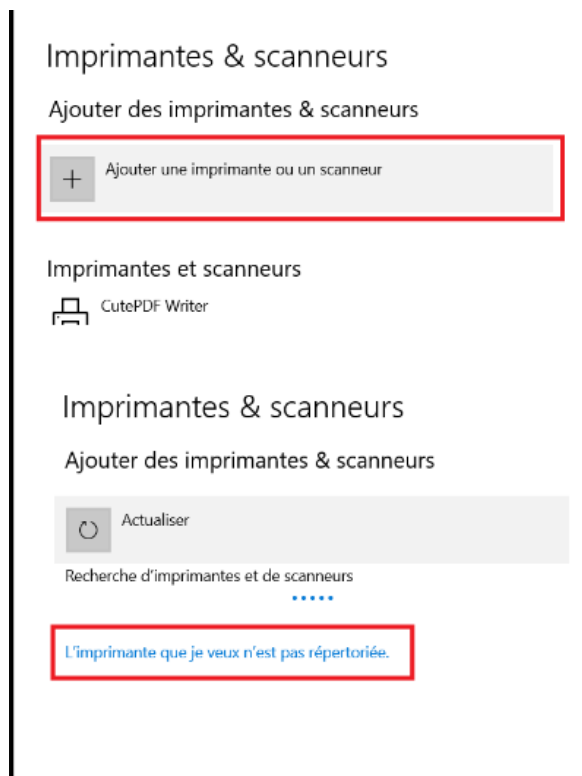 Imprimantes & scanneurs
Ajouter des imprimantes & scanneurs
Ajouter une imprimante ou un scanneur
Imprimantes et scanneurs
CutePDF Writer
Imprimantes & scanneurs
Ajouter des imprimantes & scanneurs
Actualiser
Recherche d'imprimantes et de scanneurs
L'imprimante que je veux n'est pas répertoriée.